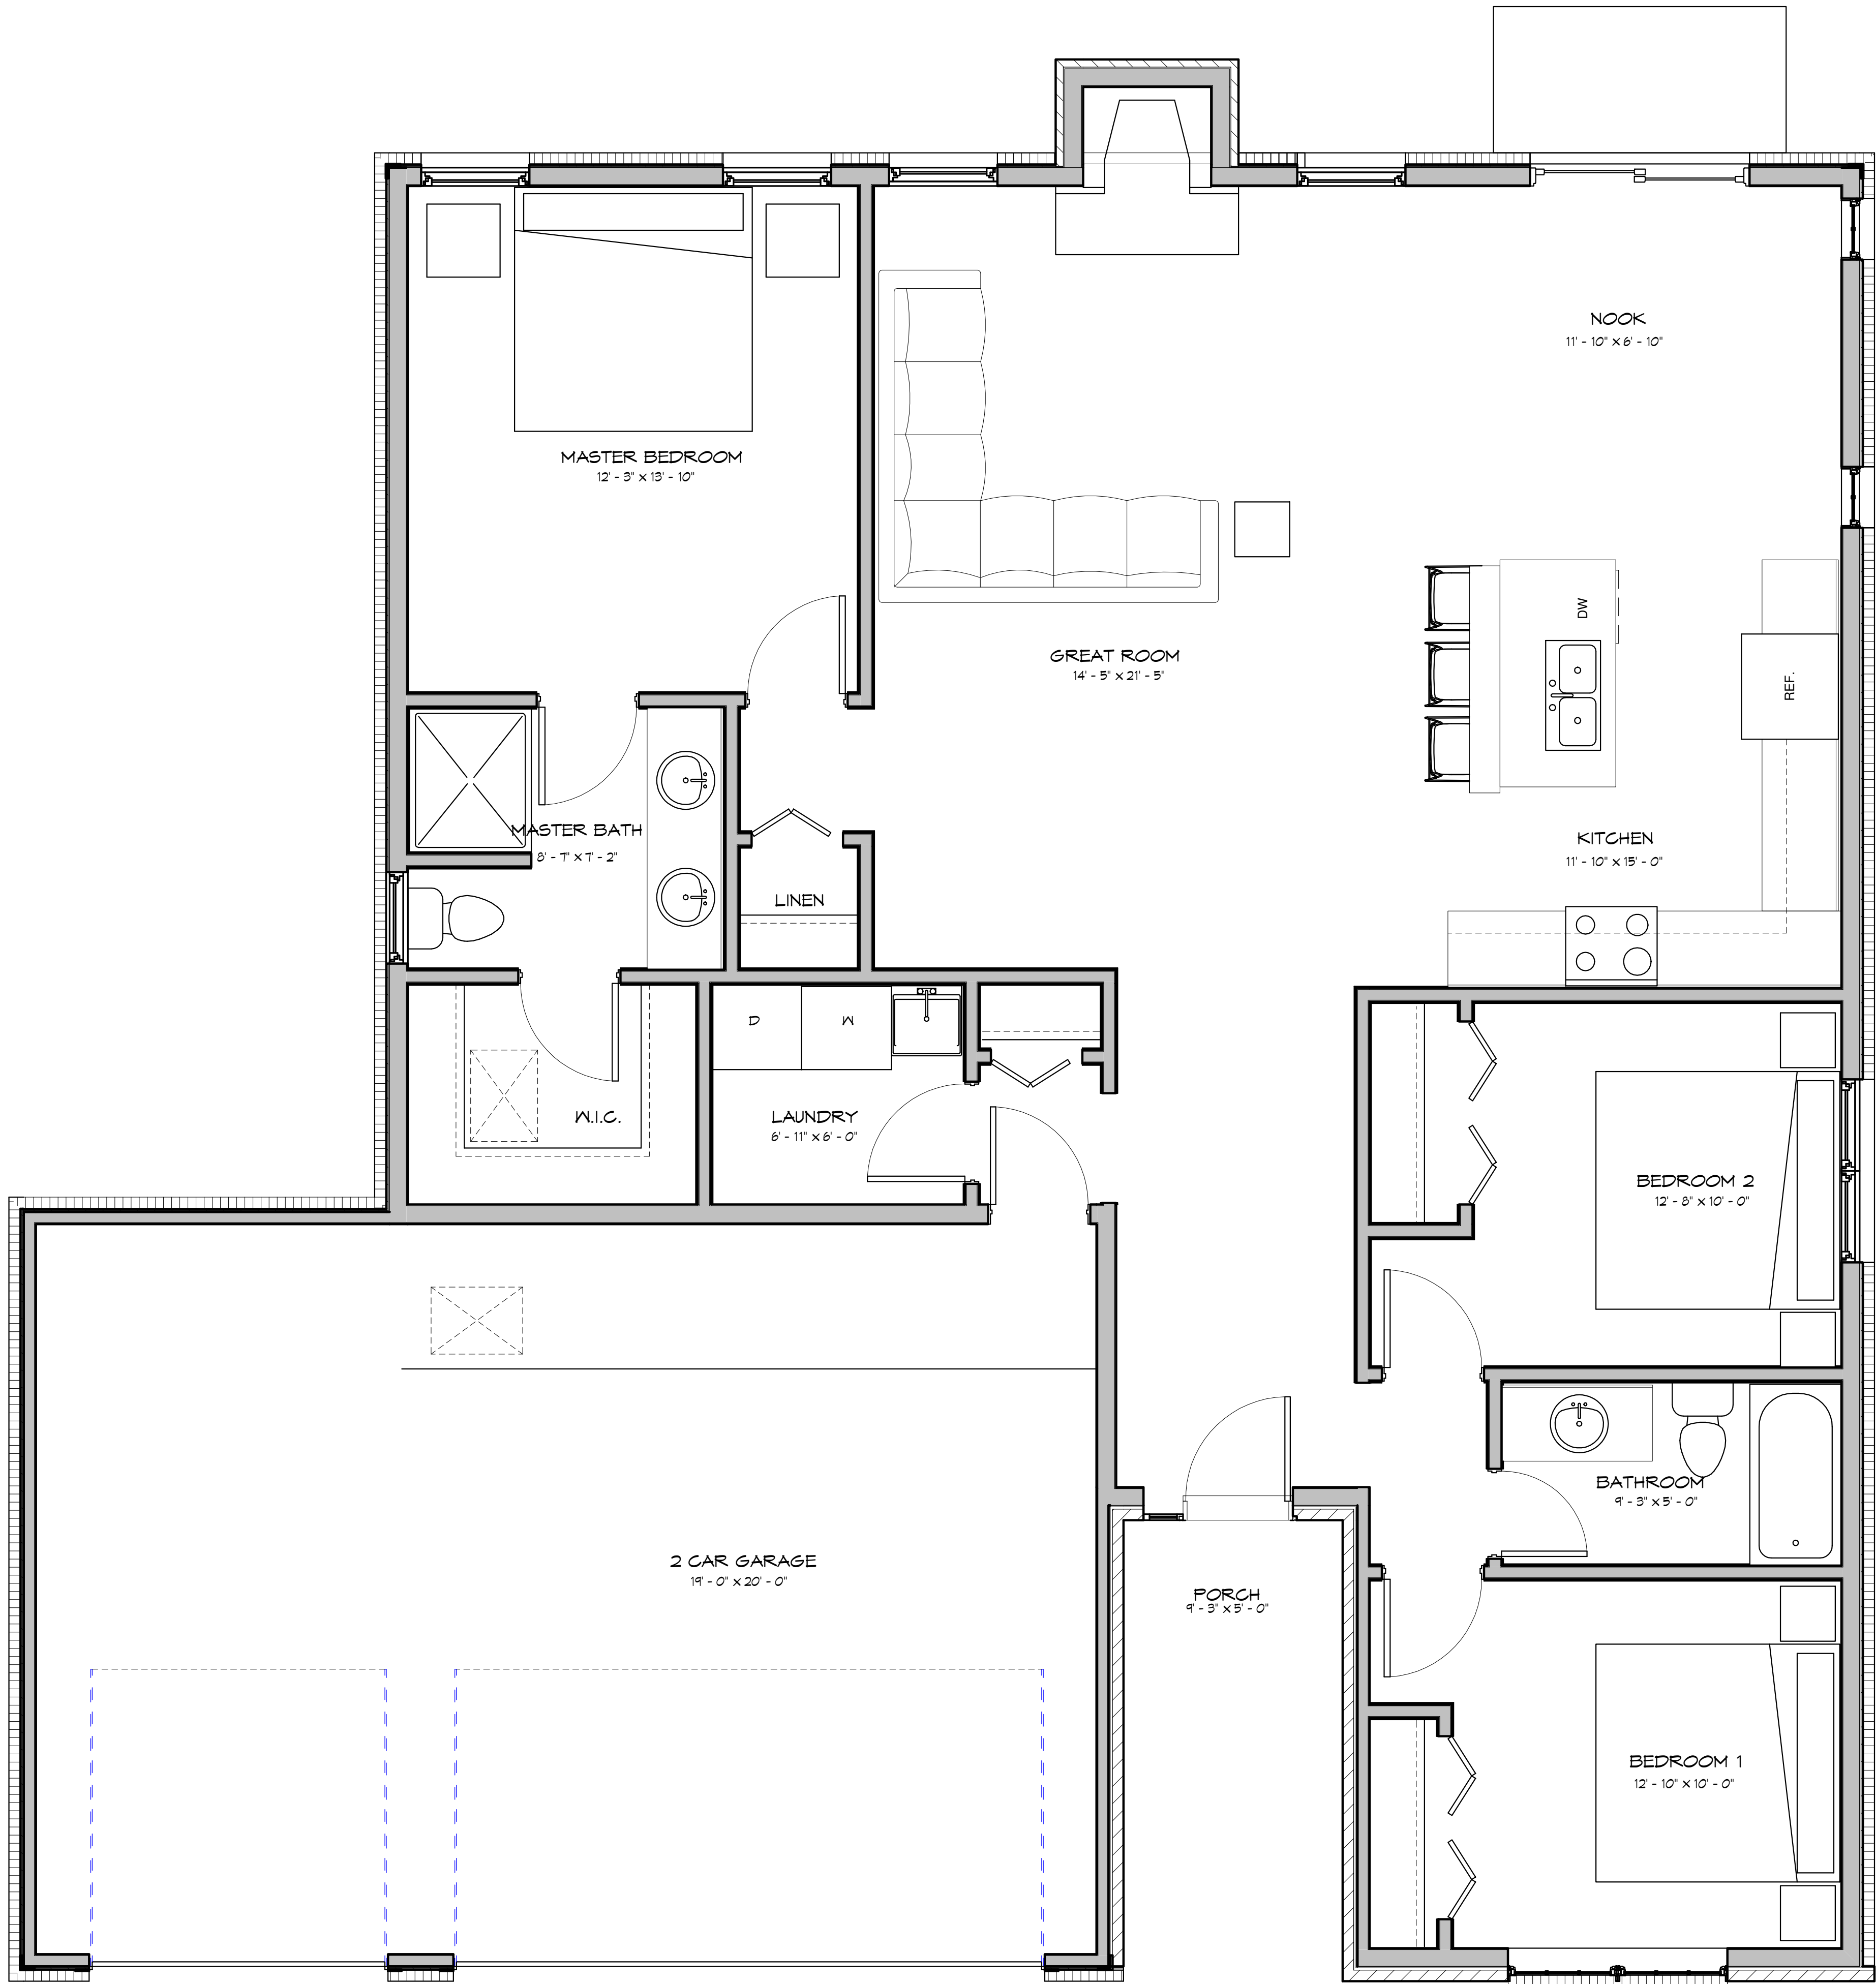 NOOK
11' - 10" x 6' - 10"
MASTER BEDROOM
12' - 3" x 13' - 10"
DW
GREAT ROOM
14' - 5" x 21' - 5"
REF.
MASTER BATH
8' - 7" x 7' - 2"
KITCHEN
11' - 10" x 15' - 0"
LINEN
D
W
W.I.C.
LAUNDRY
6' - 11" x 6' - 0"
BEDROOM 2
12' - 8" x 10' - 0"
BATHROOM
9' - 3" x 5' - 0"
2 CAR GARAGE
19' - 0" x 20' - 0"
PORCH
9' - 3" x 5' - 0"
BEDROOM 1
12' - 10" x 10' - 0"